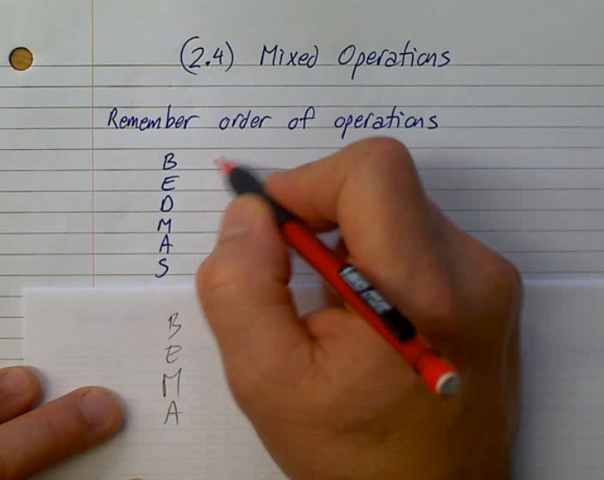 (2.4) Mixed Operations
Remember order of operations
B
E
D
M
A
S
B
E
M
A